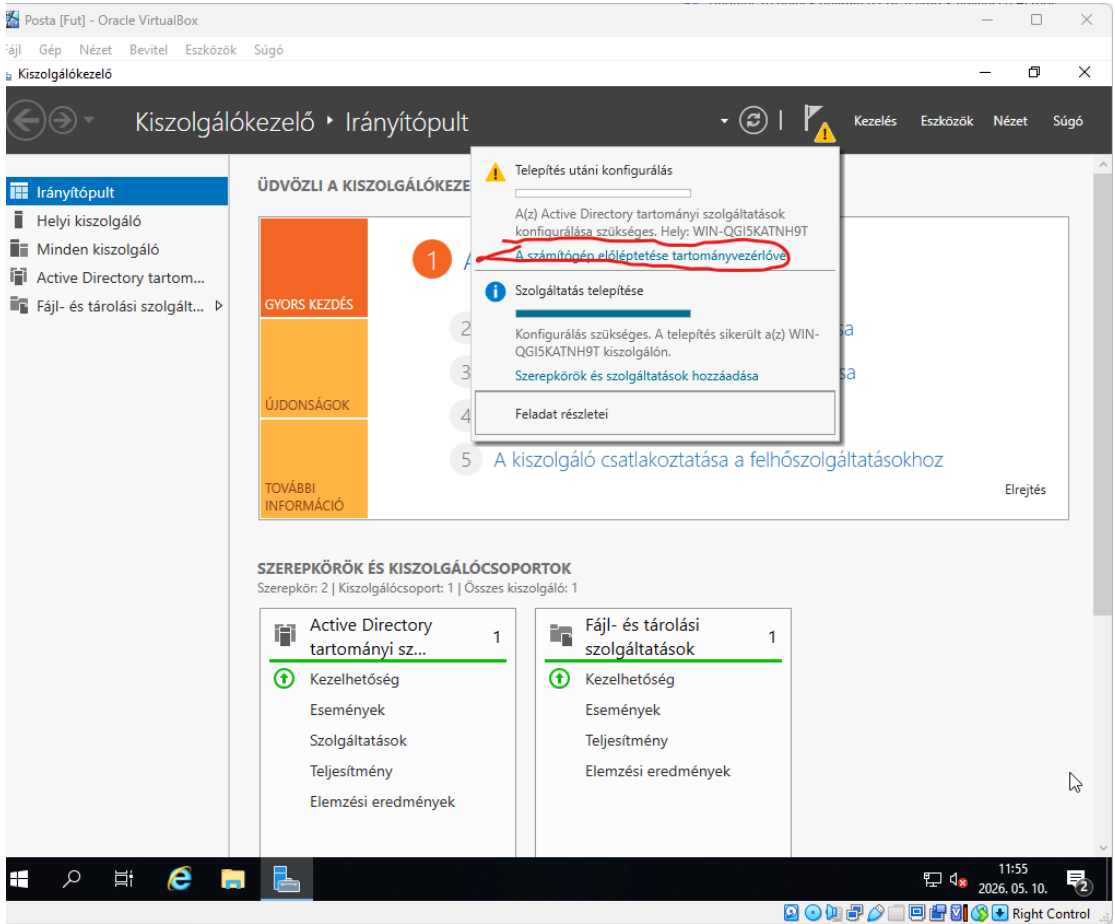 Posta [Fut] - Oracle VirtualBox
Fájl Gép Nézet Bevitel Eszközök Súgó
Kiszolgálókezelő
Kiszolgálókezelő • Irányítópult
Kezelés Eszközök Nézet Súgó
Irányítópult
Helyi kiszolgáló
Minden kiszolgáló
Active Directory tartom...
Fájl- és tárolási szolgált...
ÜDVÖZLI A KISZOLGÁLÓKEZE
GYORS KEZDÉS
ÚJDONSÁGOK
TOVÁBBI
INFORMÁCIÓ
1
2
3
4
5 A kiszolgáló csatlakoztatása a felhőszolgáltatásokhoz
Elrejtés
Telepítés utáni konfigurálás
A(z) Active Directory tartományi szolgáltatások
konfigurálása szükséges. Hely: WIN-QGI5KATNH9T
A számítógép előléptetése tartományvezérlővé
Szolgáltatás telepítése
Konfigurálás szükséges. A telepítés sikerült a(z) WIN-
QGI5KATNH9T kiszolgálón.
Szerepkörök és szolgáltatások hozzáadása
Feladat részletei
SZEREPKÖRÖK ÉS KISZOLGÁLÓCSOPORTOK
Szerepkör: 2 | Kiszolgálócsoport: 1 | Összes kiszolgáló: 1
Active Directory
tartományi sz...
1
Kezelhetőség
Események
Szolgáltatások
Teljesítmény
Elemzési eredmények
Fájl- és tárolási
szolgáltatások
1
Kezelhetőség
Események
Teljesítmény
Elemzési eredmények
11:55
2026. 05. 10.
2
Right Control